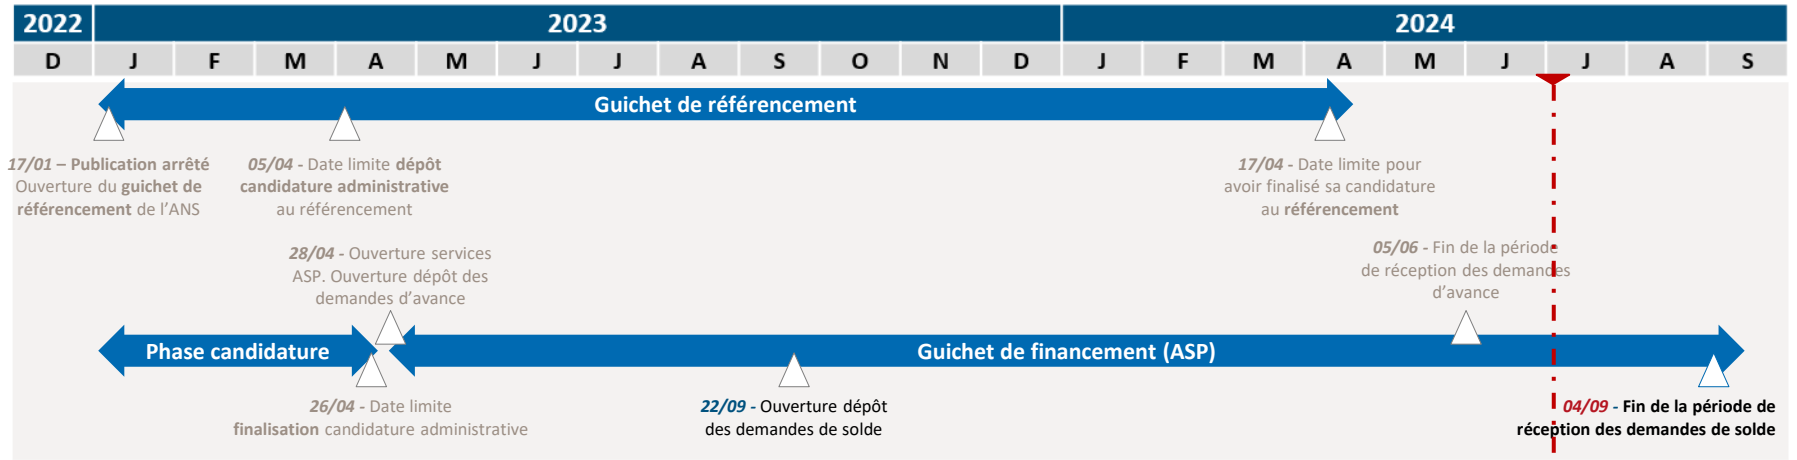 2022 2023 2024
D J F M A M J J A S O N D J F M A M J J A S
Guichet de référencement
17/01 – Publication arrêté
Ouverture du guichet de
référencement de l'ANS
05/04 - Date limite dépôt
candidature administrative
au référencement
17/04 - Date limite pour
avoir finalisé sa candidature
au référencement
28/04 - Ouverture services
ASP. Ouverture dépôt des
demandes d'avance
05/06 - Fin de la période
de réception des demandes
d'avance
Phase candidature
Guichet de financement (ASP)
26/04 - Date limite
finalisation candidature administrative
22/09 - Ouverture dépôt
des demandes de solde
04/09 - Fin de la période de
réception des demandes de solde